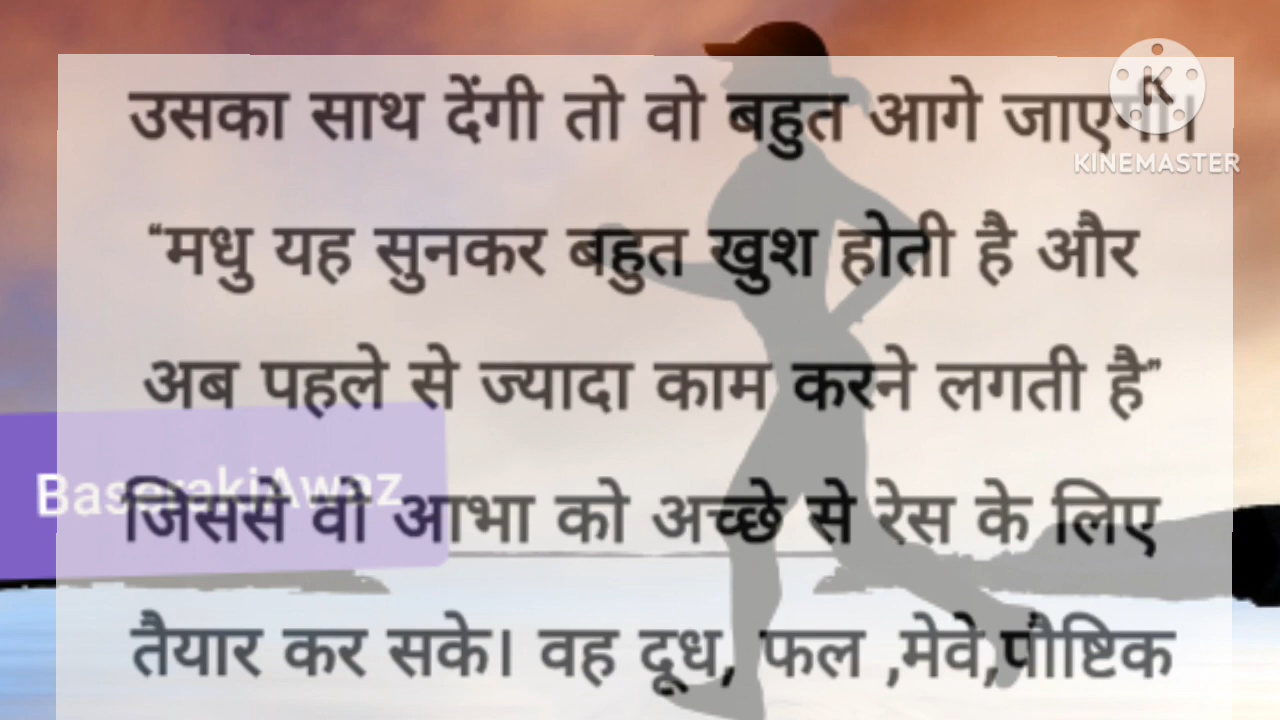 उसका साथ देंगी तो वो बहुत आगे जाएगी।
KINEMASTER
“मधु यह सुनकर बहुत खुश होती है और
अब पहले से ज्यादा काम करने लगती है”
BaserakiAwaz
जिससे वो आभा को अच्छे से रेस के लिए
तैयार कर सके। वह दूध, फल ,मेवे,पौष्टिक